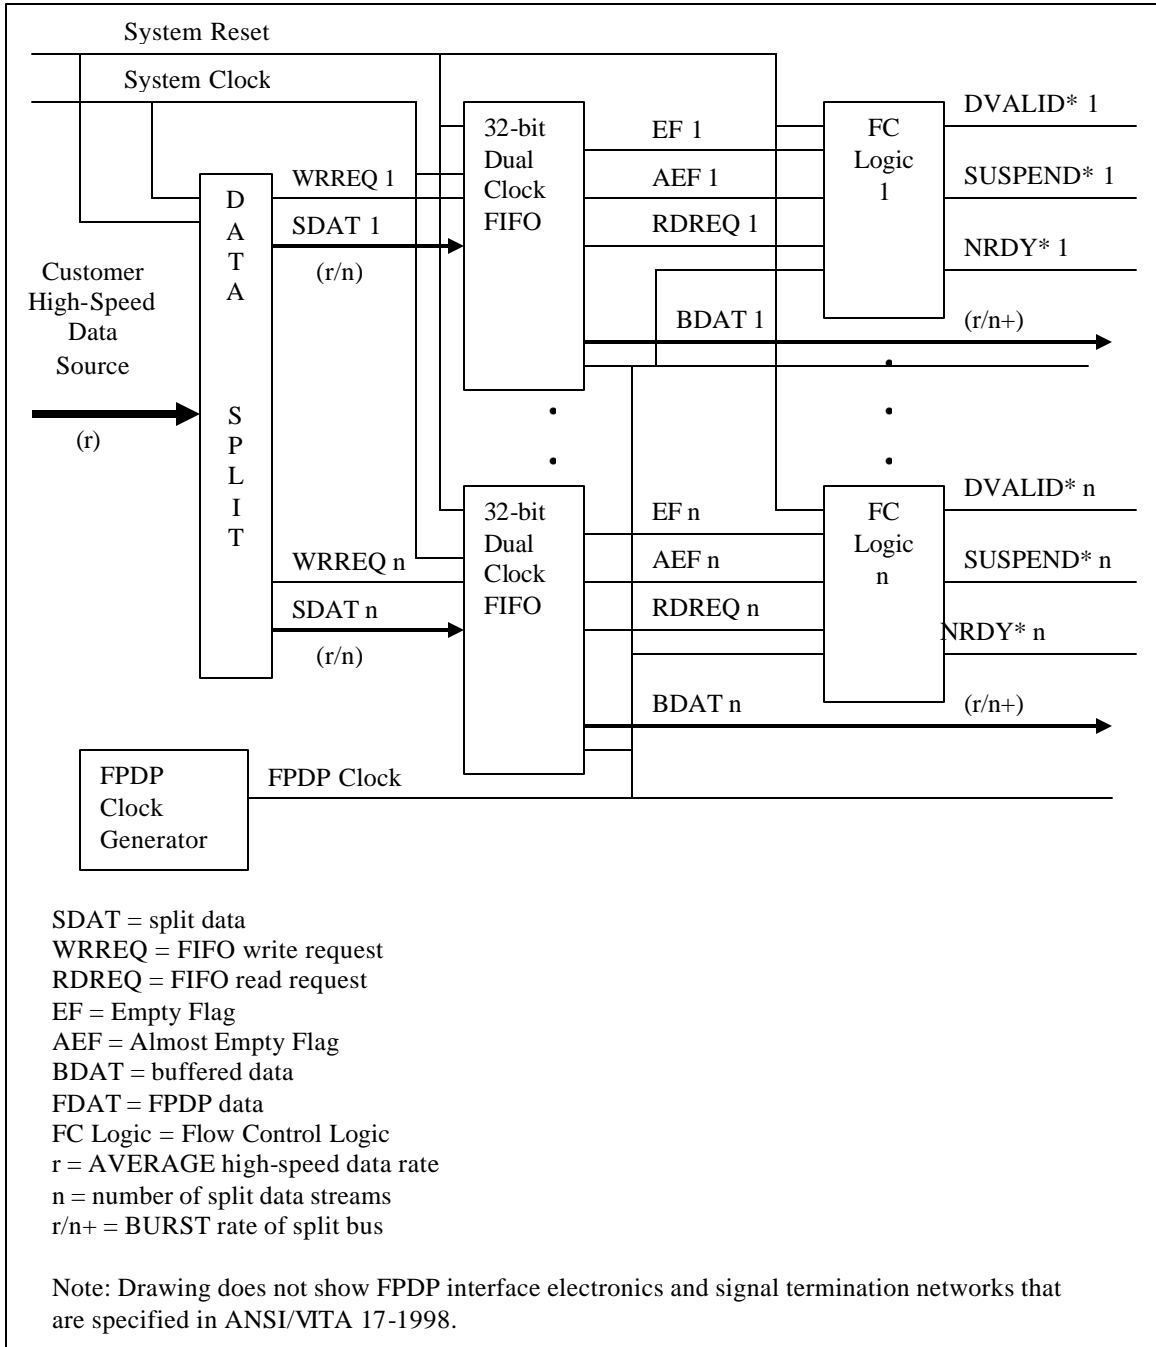 System Reset
System Clock
DVALID* 1
32-bit
Dual
Clock
FIFO
EF 1
FC
Logic
1
AEF 1
SUSPEND* 1
WRREQ 1
D
A
T
A
SDAT 1
RDREQ 1
NRDY* 1
(r/n)
Customer
High-Speed
Data
Source
BDAT 1
(r/n+)
S
P
L
I
T
(r)
DVALID* n
32-bit
Dual
Clock
FIFO
EF n
FC
Logic
n
WRREQ n
AEF n
SUSPEND* n
SDAT n
RDREQ n
NRDY* n
(r/n)
BDAT n
(r/n+)
FPDP
Clock
Generator
FPDP Clock
SDAT = split data
WRREQ = FIFO write request
RDREQ = FIFO read request
EF = Empty Flag
AEF = Almost Empty Flag
BDAT = buffered data
FDAT = FPDP data
FC Logic = Flow Control Logic
r = AVERAGE high-speed data rate
n = number of split data streams
r/n+ = BURST rate of split bus
Note: Drawing does not show FPDP interface electronics and signal termination networks that
are specified in ANSI/VITA 17-1998.